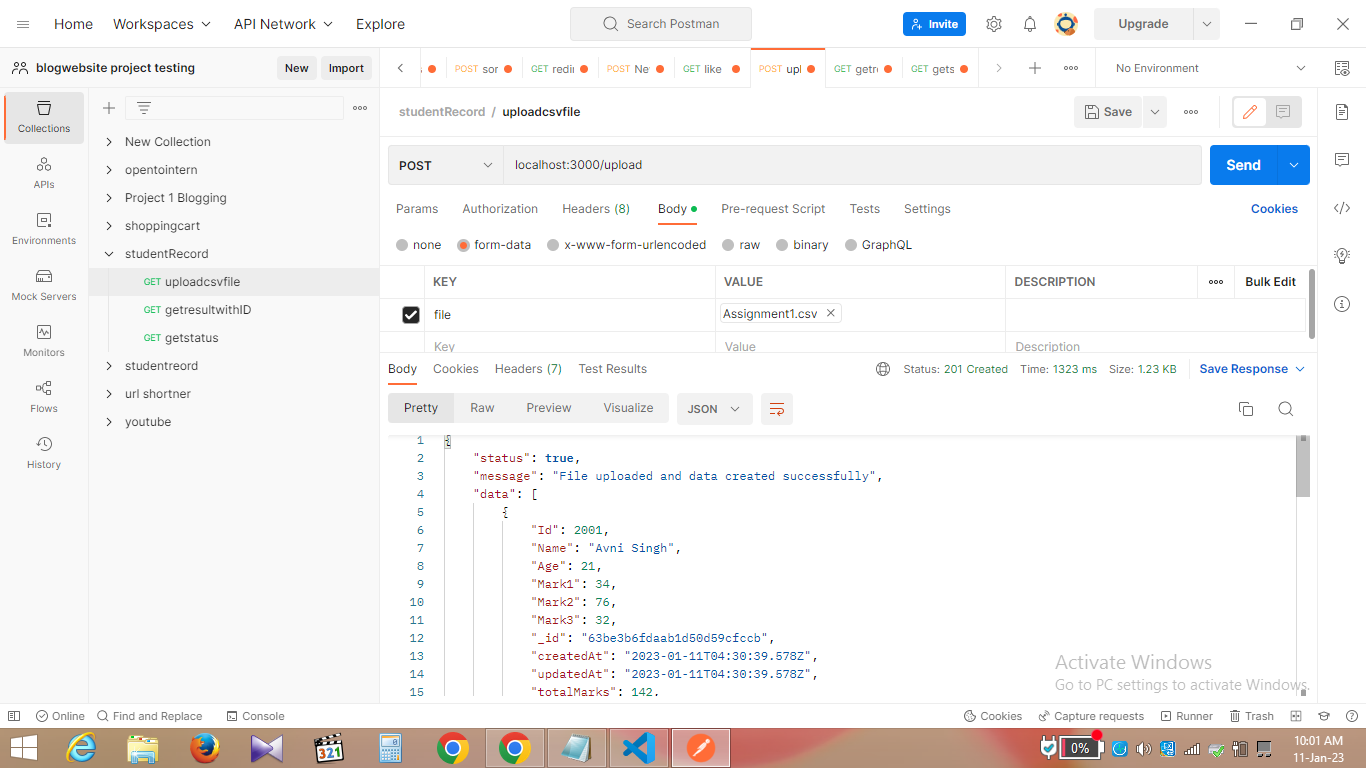 Home Workspaces API Network Explore Search Postman Invite Upgrade
blogwebsite project testing New Import POST sor GET redir POST Ne GET like POST upl GET getr GET gets No Environment
Collections
APIs
Environments
Mock Servers
Monitors
Flows
History
New Collection
opentointern
Project 1 Blogging
shoppingcart
studentRecord
GET uploadcsvfile
GET getresultwithID
GET getstatus
studentreord
url shortner
youtube
studentRecord / uploadcsvfile Save
POST localhost:3000/upload Send
Params Authorization Headers (8) Body Pre-request Script Tests Settings Cookies
none form-data x-www-form-urlencoded raw binary GraphQL
KEY VALUE DESCRIPTION Bulk Edit
file Assignment1.csv
Key Value Description
Body Cookies Headers (7) Test Results Status: 201 Created Time: 1323 ms Size: 1.23 KB Save Response
Pretty Raw Preview Visualize JSON
1 {
2 "status": true,
3 "message": "File uploaded and data created successfully",
4 "data": [
5 {
6 "Id": 2001,
7 "Name": "Avni Singh",
8 "Age": 21,
9 "Mark1": 34,
10 "Mark2": 76,
11 "Mark3": 32,
12 "_id": "63be3b6fdaab1d50d59cfccb",
13 "createdAt": "2023-01-11T04:30:39.578Z",
14 "updatedAt": "2023-01-11T04:30:39.578Z",
15 "totalMarks": 142,
Activate Windows
Go to PC settings to activate Windows.
Online Find and Replace Console Cookies Capture requests Runner Trash
321 0% 10:01 AM
11-Jan-23